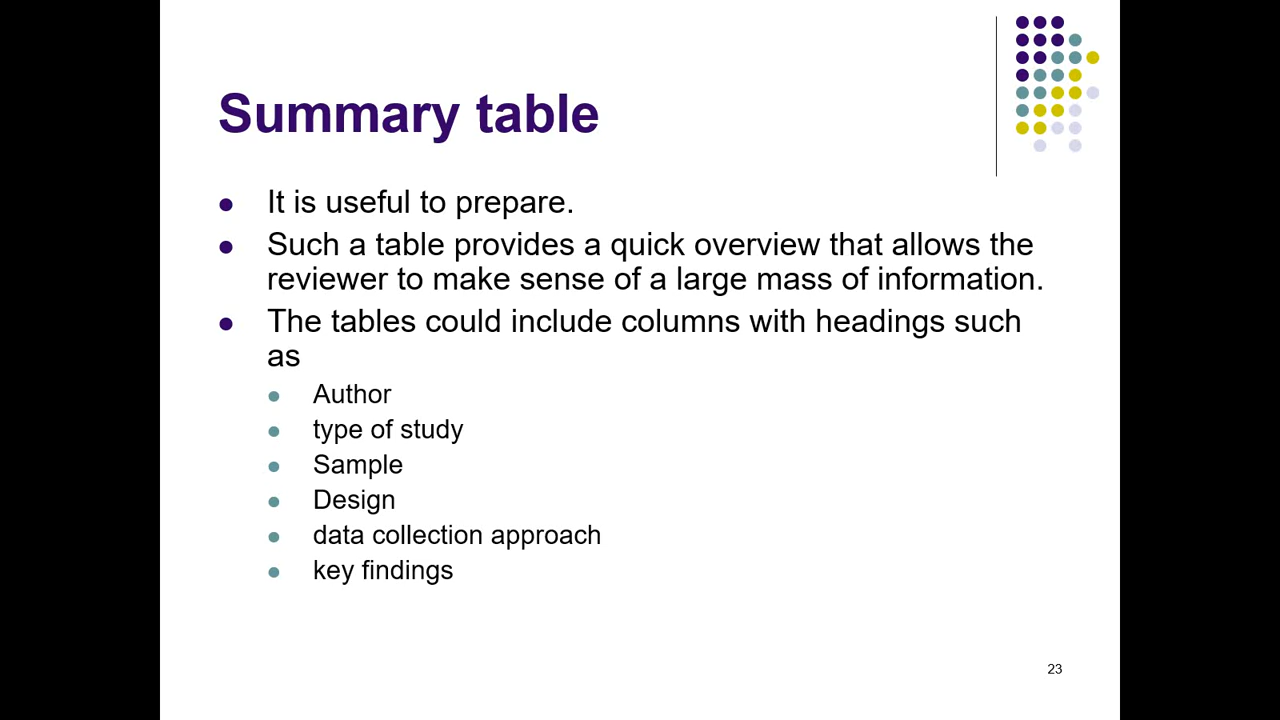 Summary table
It is useful to prepare.
Such a table provides a quick overview that allows the
reviewer to make sense of a large mass of information.
The tables could include columns with headings such
as
Author
type of study
Sample
Design
data collection approach
key findings
23